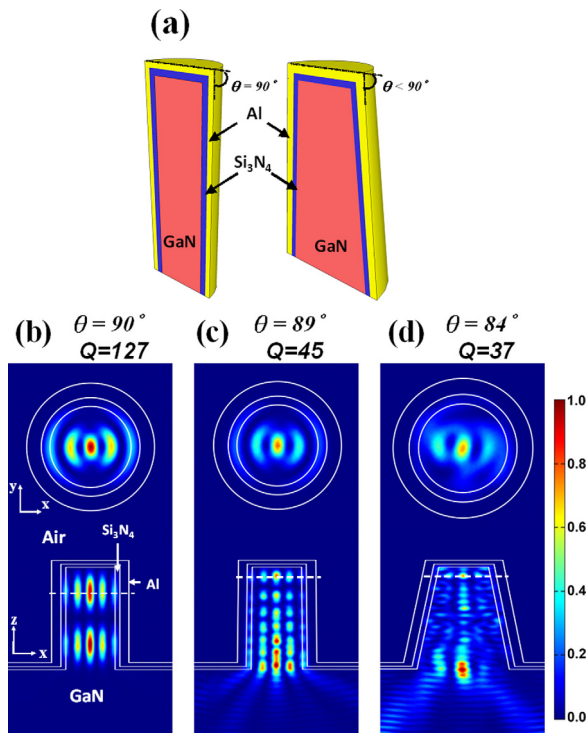 (a)
θ = 90°
θ < 90°
Al
Si3N4
GaN
GaN
(b) θ = 90°
Q=127
(c) θ = 89°
Q=45
(d) θ = 84°
Q=37
1.0
0.8
0.6
0.4
0.2
0.0
y
x
Air
Si3N4
Al
z
x
GaN